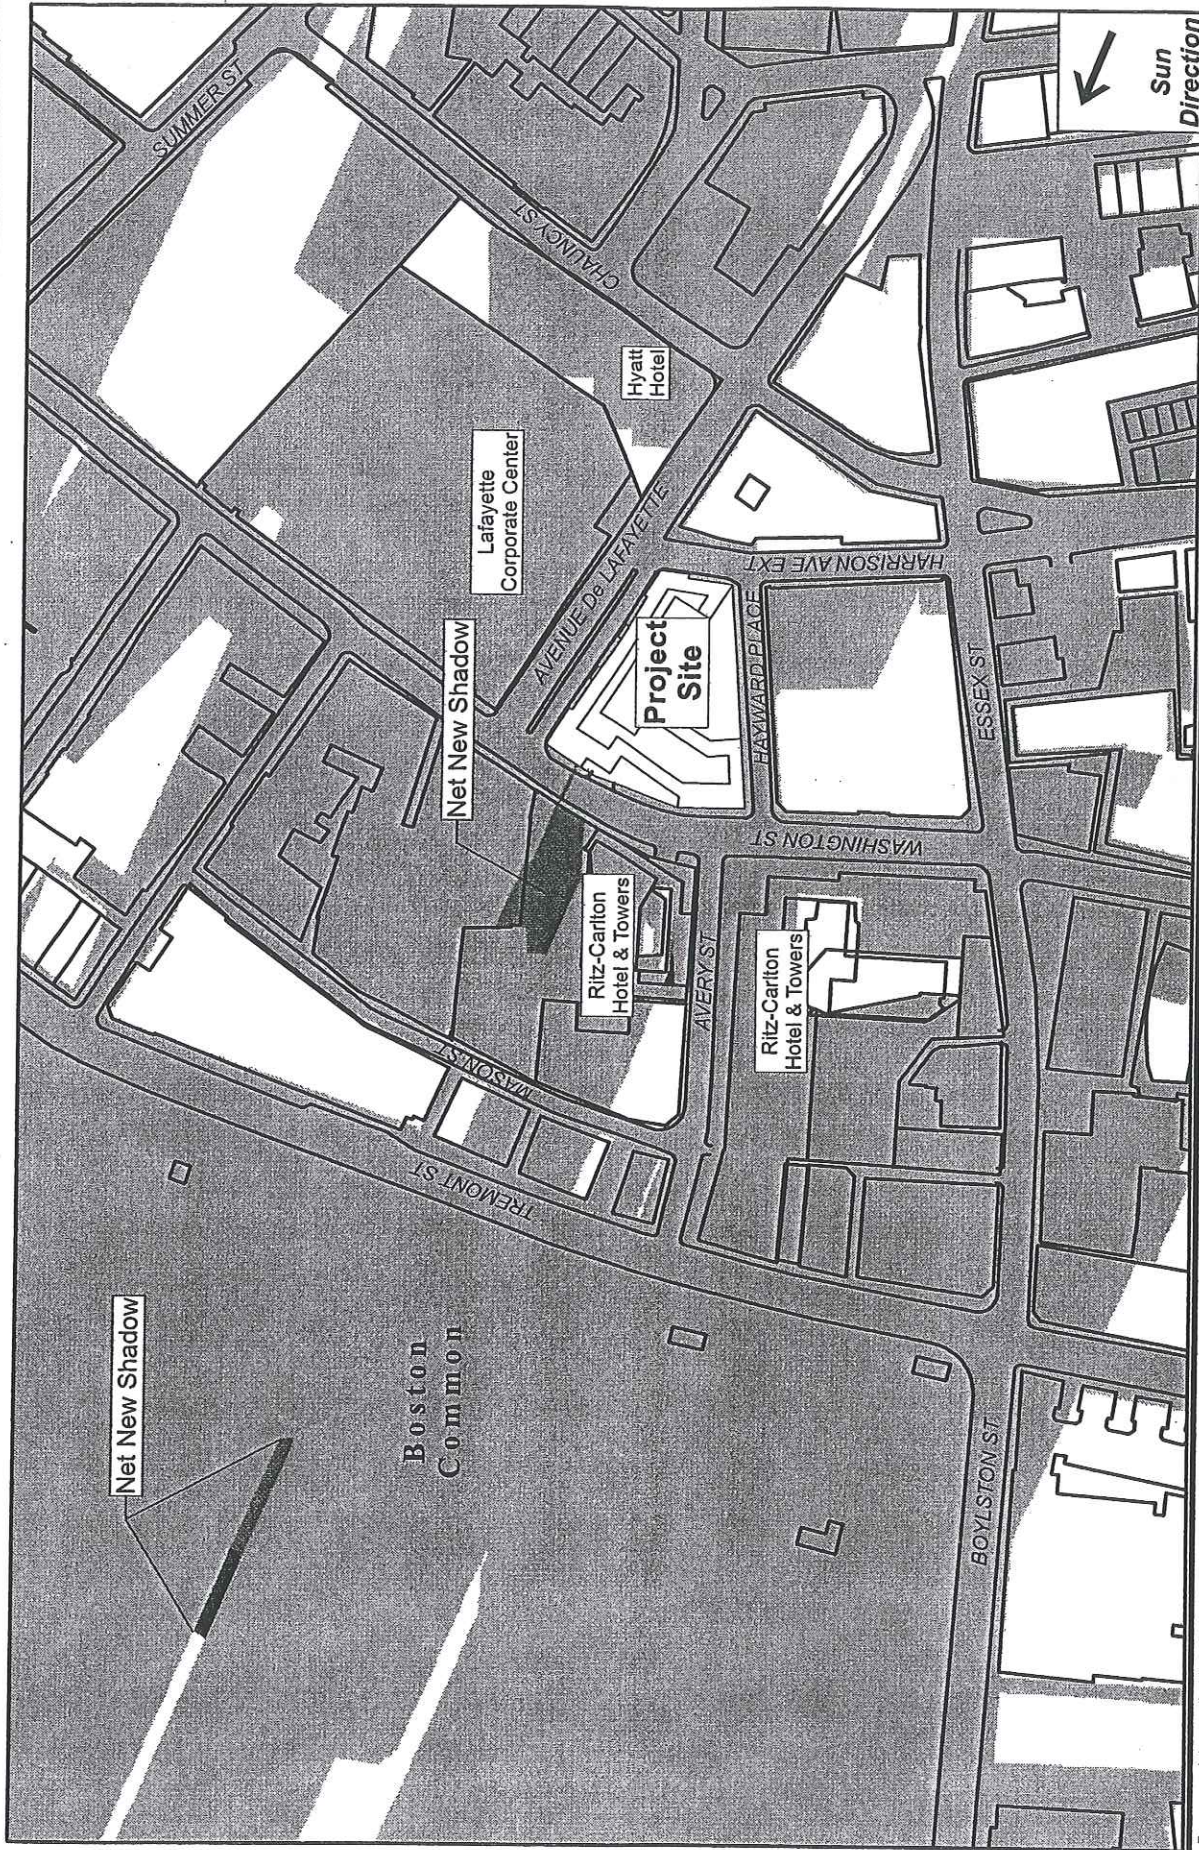 SUMMER ST
CHAUNCY ST
Hyatt
Hotel
Lafayette
Corporate Center
AVENUE De LAFAYETTE
HARRISON AVE EXT
Project
Site
HAYWARD PLACE
ESSEX ST
WASHINGTON ST
Net New Shadow
Ritz-Carlton
Hotel & Towers
AVERY ST
Ritz-Carlton
Hotel & Towers
MASON ST
TREMONT ST
Boston
Common
Net New Shadow
BOYLSTON ST
Sun
Direction